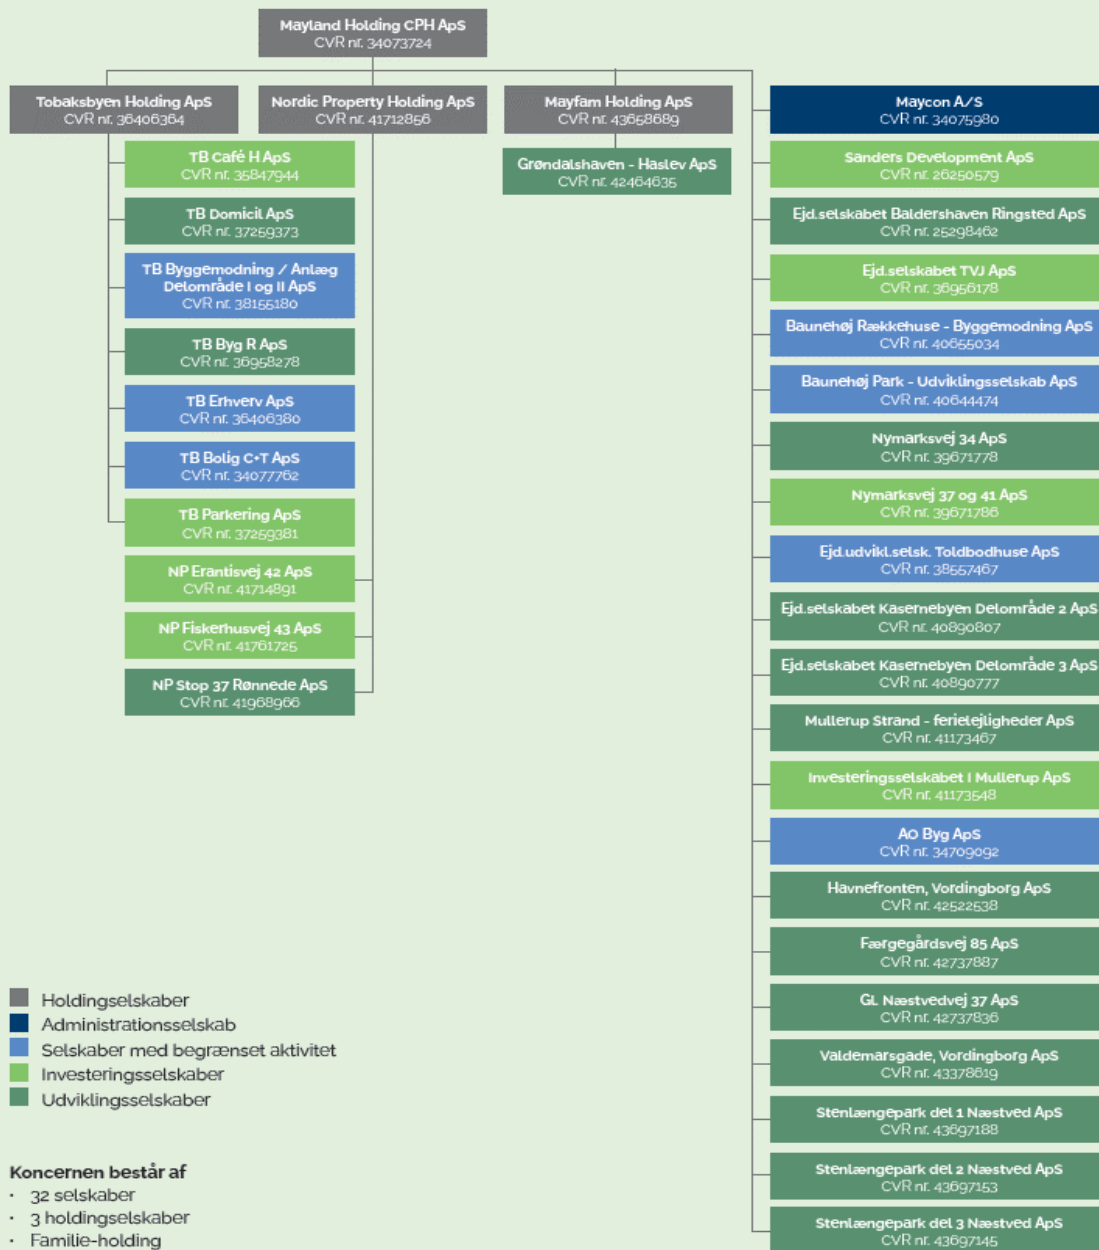 Mayland Holding CPH ApS
CVR nr. 34073724
Tobaksbyen Holding ApS
CVR nr. 36406364
Nordic Property Holding ApS
CVR nr. 41712856
Mayfam Holding ApS
CVR nr. 43658689
Maycon A/S
CVR nr. 34075980
TB Café H ApS
CVR nr. 35847944
TB Domicil ApS
CVR nr. 37259373
TB Byggemodning / Anlæg
Delområde I og II ApS
CVR nr. 38155180
TB Byg R ApS
CVR nr. 36958278
TB Erhverv ApS
CVR nr. 36406380
TB Bolig C+T ApS
CVR nr. 34077762
TB Parkering ApS
CVR nr. 37259381
NP Erantisvej 42 ApS
CVR nr. 41714891
NP Fiskerhusvej 43 ApS
CVR nr. 41761725
NP Stop 37 Rønnede ApS
CVR nr. 41968966
Grøndalshaven - Haslev ApS
CVR nr. 42464635
Sanders Development ApS
CVR nr. 26250579
Ejd.selskabet Baldershaven Ringsted ApS
CVR nr. 25298462
Ejd.selskabet TVJ ApS
CVR nr. 36956178
Baunehøj Rækkehuse - Byggemodning ApS
CVR nr. 40655034
Baunehøj Park - Udviklingsselskab ApS
CVR nr. 40644474
Nymarksvej 34 ApS
CVR nr. 39671778
Nymarksvej 37 og 41 ApS
CVR nr. 39671786
Ejd.udvikl.selsk. Toldbodhuse ApS
CVR nr. 38557467
Ejd.selskabet Kasernebyen Delområde 2 ApS
CVR nr. 40890807
Ejd.selskabet Kasernebyen Delområde 3 ApS
CVR nr. 40890777
Mullerup Strand - ferielejligheder ApS
CVR nr. 41173467
Investeringsselskabet I Mullerup ApS
CVR nr. 41173548
AO Byg ApS
CVR nr. 34709092
Havnefronten, Vordingborg ApS
CVR nr. 42522538
Færgegårdsvej 85 ApS
CVR nr. 42737887
Gl. Næstvedvej 37 ApS
CVR nr. 42737836
Valdemarsgade, Vordingborg ApS
CVR nr. 43378619
Stenlængepark del 1 Næstved ApS
CVR nr. 43697188
Stenlængepark del 2 Næstved ApS
CVR nr. 43697153
Stenlængepark del 3 Næstved ApS
CVR nr. 43697145
Holdingselskaber
Administrationsselskab
Selskaber med begrænset aktivitet
Investeringsselskaber
Udviklingsselskaber
Koncernen består af
• 32 selskaber
• 3 holdingselskaber
• Familie-holding